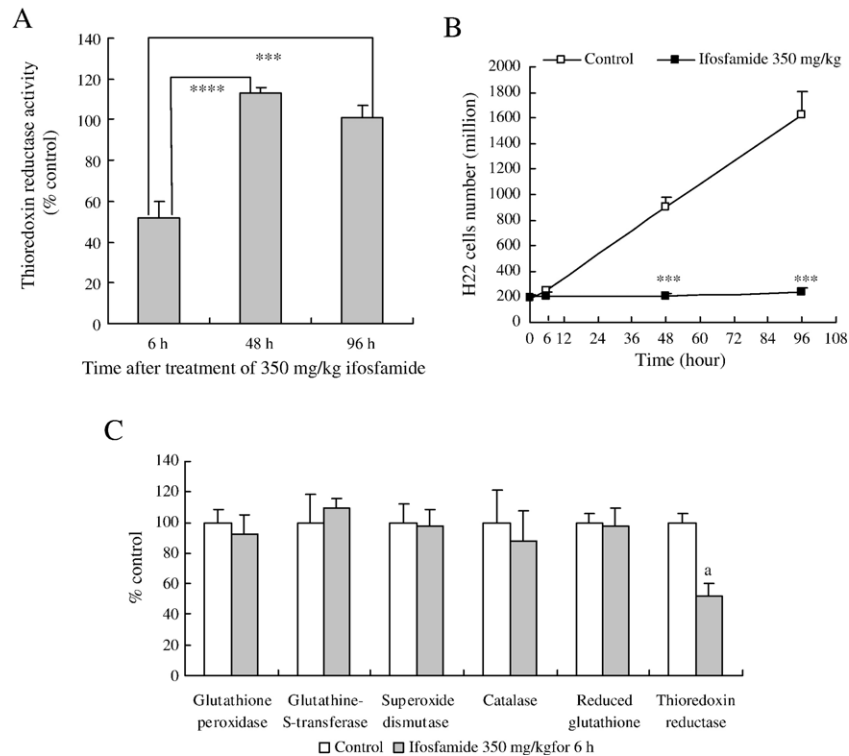 A
Thioredoxin reductase activity
(% control)
140
120
100
80
60
40
20
0
***
****
6 h 48 h 96 h
Time after treatment of 350 mg/kg ifosfamide
B
Control Ifosfamide 350 mg/kg
H22 cells number (million)
2000
1800
1600
1400
1200
1000
800
600
400
200
0
*** ***
0 6 12 24 36 48 60 72 84 96 108
Time (hour)
C
% control
140
120
100
80
60
40
20
0
a
Glutathione Glutathine- Superoxide Catalase Reduced Thioredoxin
peroxidase S-transferase dismutase glutathione reductase
Control Ifosfamide 350 mg/kgfor 6 h